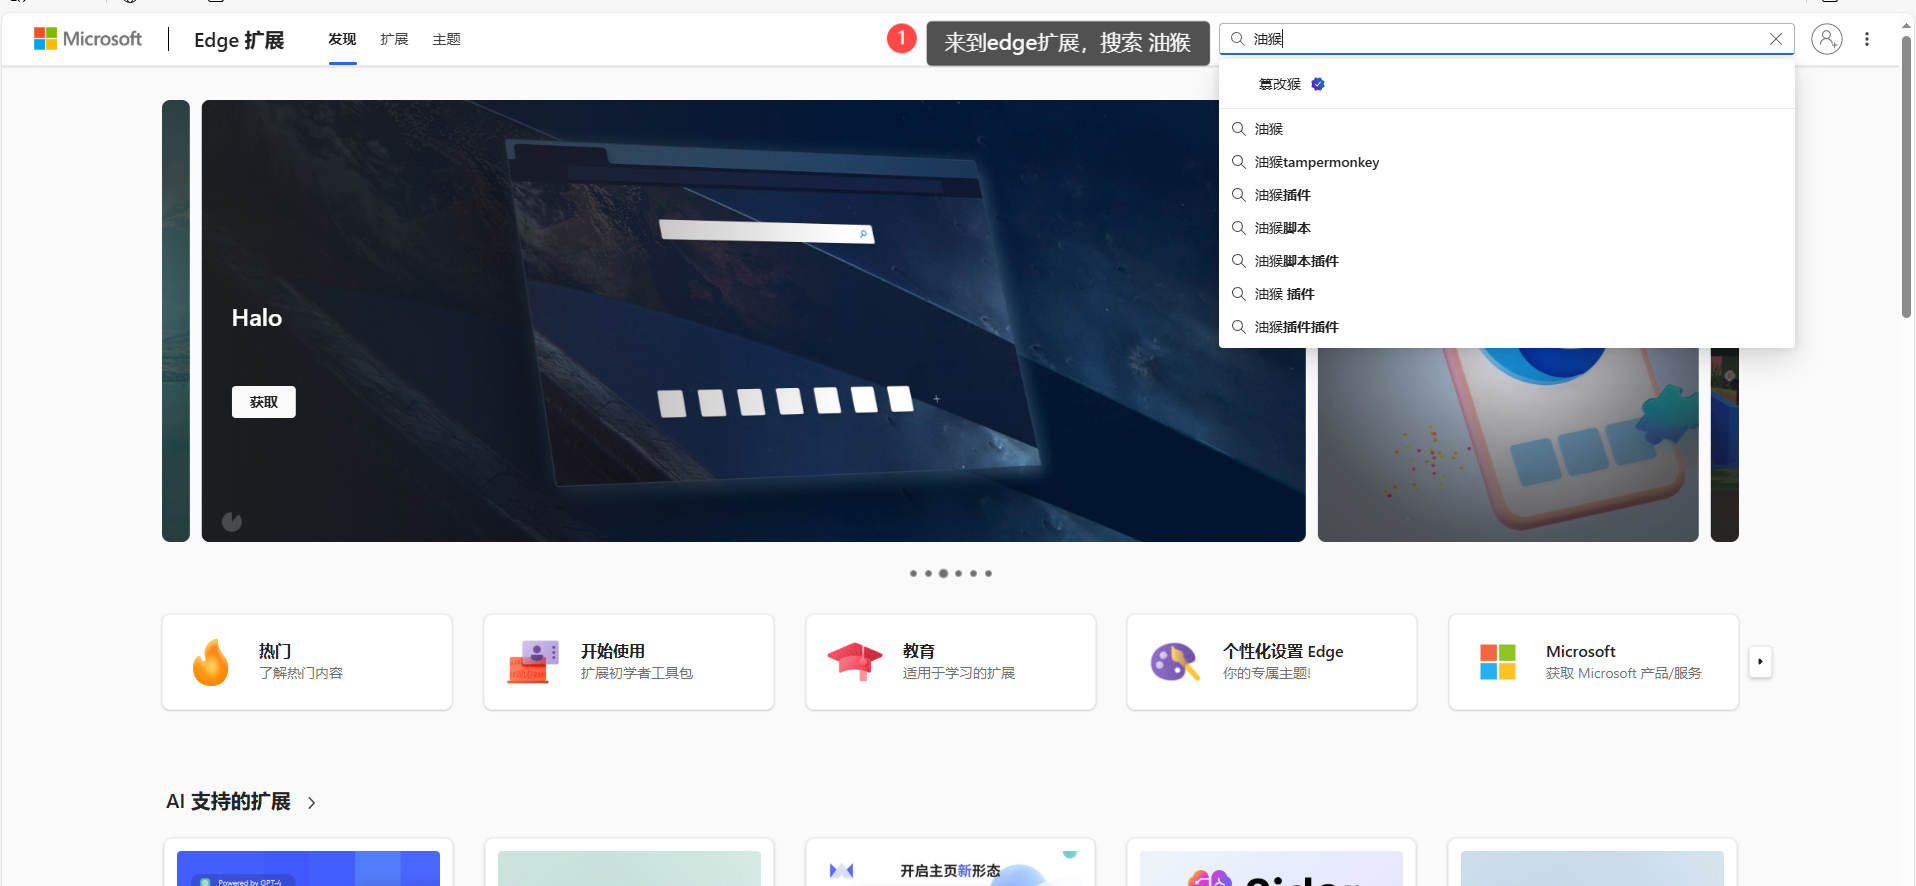 Microsoft
Edge 扩展
发现
扩展
主题
1
来到edge扩展，搜索 油猴
油猴
篡改猴
油猴
油猴tampermonkey
油猴插件
油猴脚本
油猴脚本插件
油猴 插件
油猴插件插件
Halo
获取
热门
了解热门内容
开始使用
扩展初学者工具包
教育
适用于学习的扩展
个性化设置 Edge
你的专属主题!
Microsoft
获取 Microsoft 产品/服务
AI 支持的扩展
Powered by GPT-4
开启主页新形态
Sider